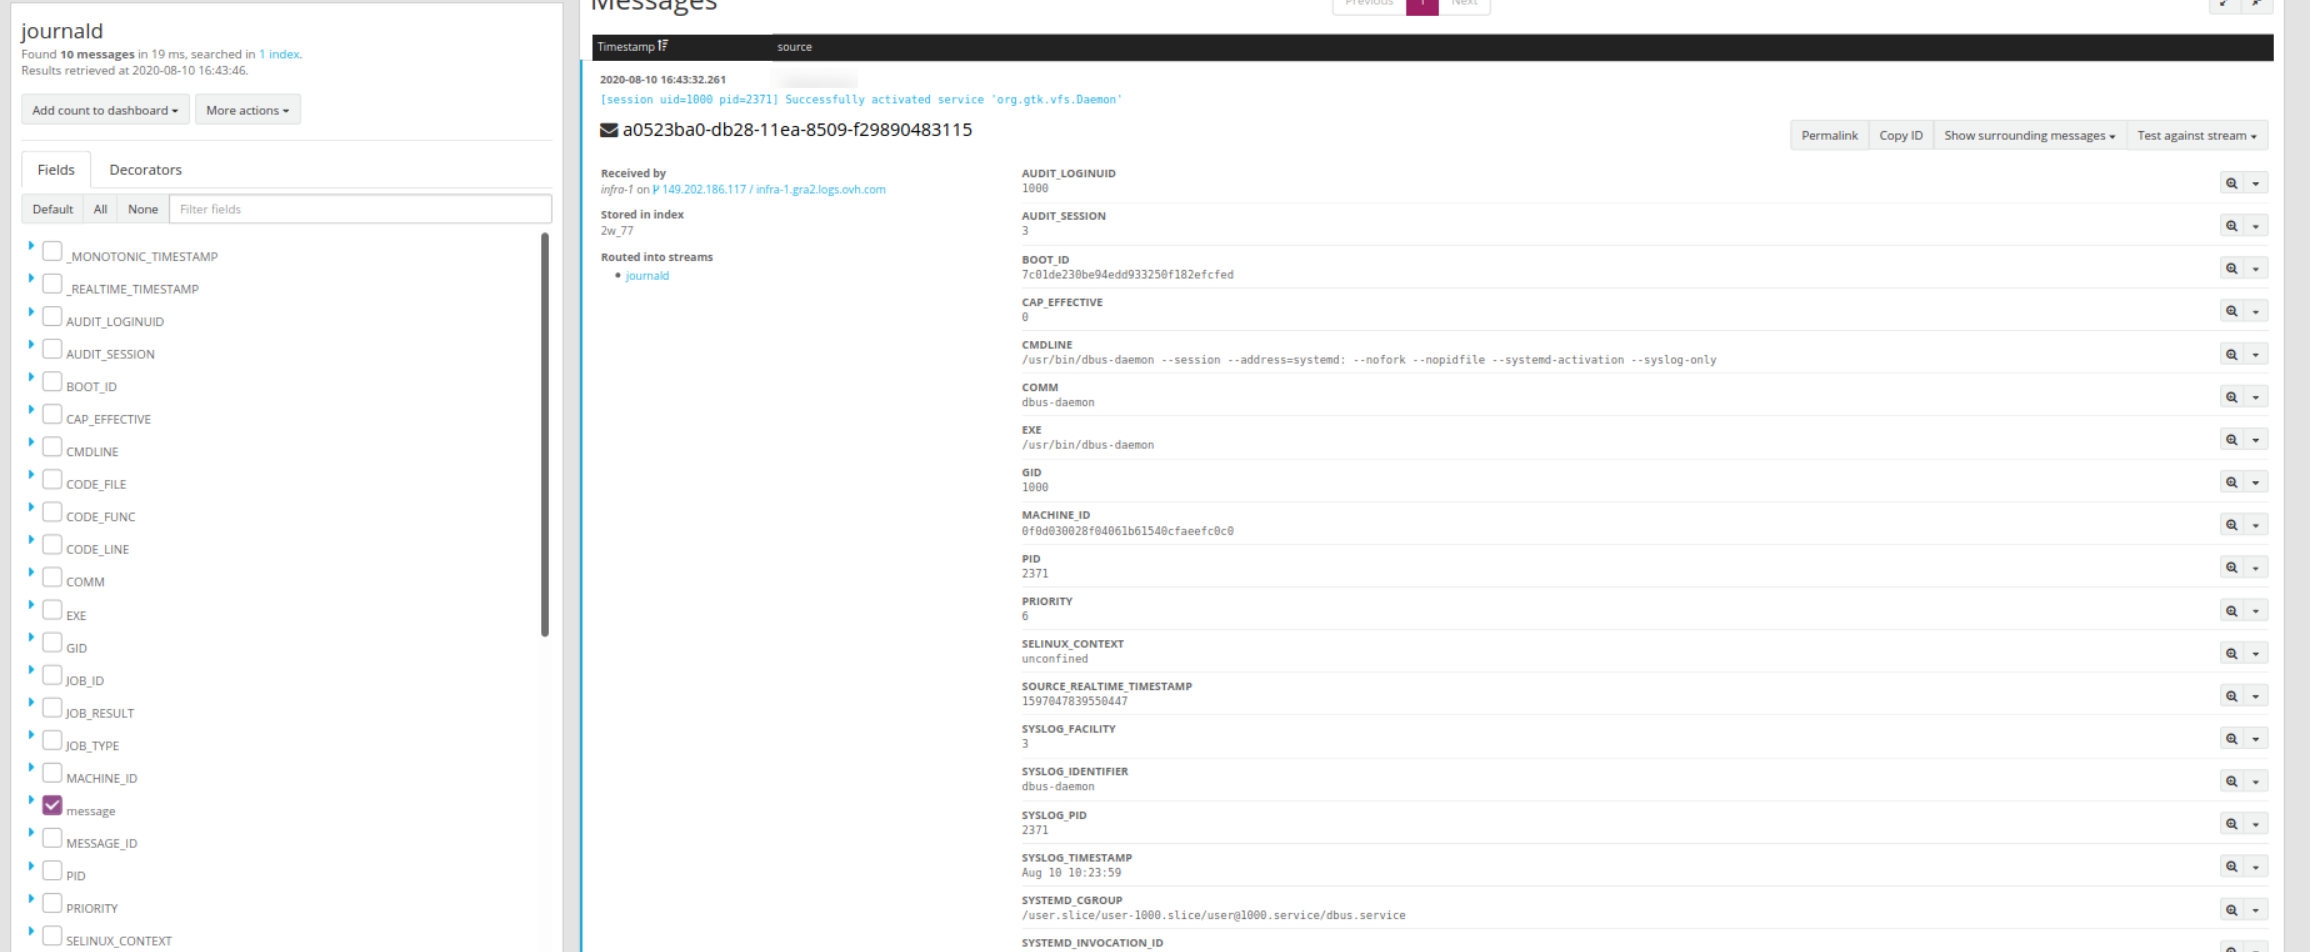 journald
Found 10 messages in 19 ms, searched in 1 index.
Results retrieved at 2020-08-10 16:43:46.
Add count to dashboard
More actions
Fields
Decorators
Default
All
None
Filter fields
_MONOTONIC_TIMESTAMP
_REALTIME_TIMESTAMP
AUDIT_LOGINUID
AUDIT_SESSION
BOOT_ID
CAP_EFFECTIVE
CMDLINE
CODE_FILE
CODE_FUNC
CODE_LINE
COMM
EXE
GID
JOB_ID
JOB_RESULT
JOB_TYPE
MACHINE_ID
message
MESSAGE_ID
PID
PRIORITY
SELINUX_CONTEXT
Messages
Previous
1
Next
Timestamp
source
2020-08-10 16:43:32.261
[session uid=1000 pid=2371] Successfully activated service 'org.gtk.vfs.Daemon'
a0523ba0-db28-11ea-8509-f29890483115
Permalink
Copy ID
Show surrounding messages
Test against stream
Received by
infra-1 on 149.202.186.117 / infra-1.gra2.logs.ovh.com
Stored in index
2w_77
Routed into streams
journald
AUDIT_LOGINUID
1000
AUDIT_SESSION
3
BOOT_ID
7c01de230be94edd933250f182efcfed
CAP_EFFECTIVE
0
CMDLINE
/usr/bin/dbus-daemon --session --address=systemd: --nofork --nopidfile --systemd-activation --syslog-only
COMM
dbus-daemon
EXE
/usr/bin/dbus-daemon
GID
1000
MACHINE_ID
0f0d030028f04061b61540cfaeefc0c0
PID
2371
PRIORITY
6
SELINUX_CONTEXT
unconfined
SOURCE_REALTIME_TIMESTAMP
1597047839550447
SYSLOG_FACILITY
3
SYSLOG_IDENTIFIER
dbus-daemon
SYSLOG_PID
2371
SYSLOG_TIMESTAMP
Aug 10 10:23:59
SYSTEMD_CGROUP
/user.slice/user-1000.slice/user@1000.service/dbus.service
SYSTEMD_INVOCATION_ID